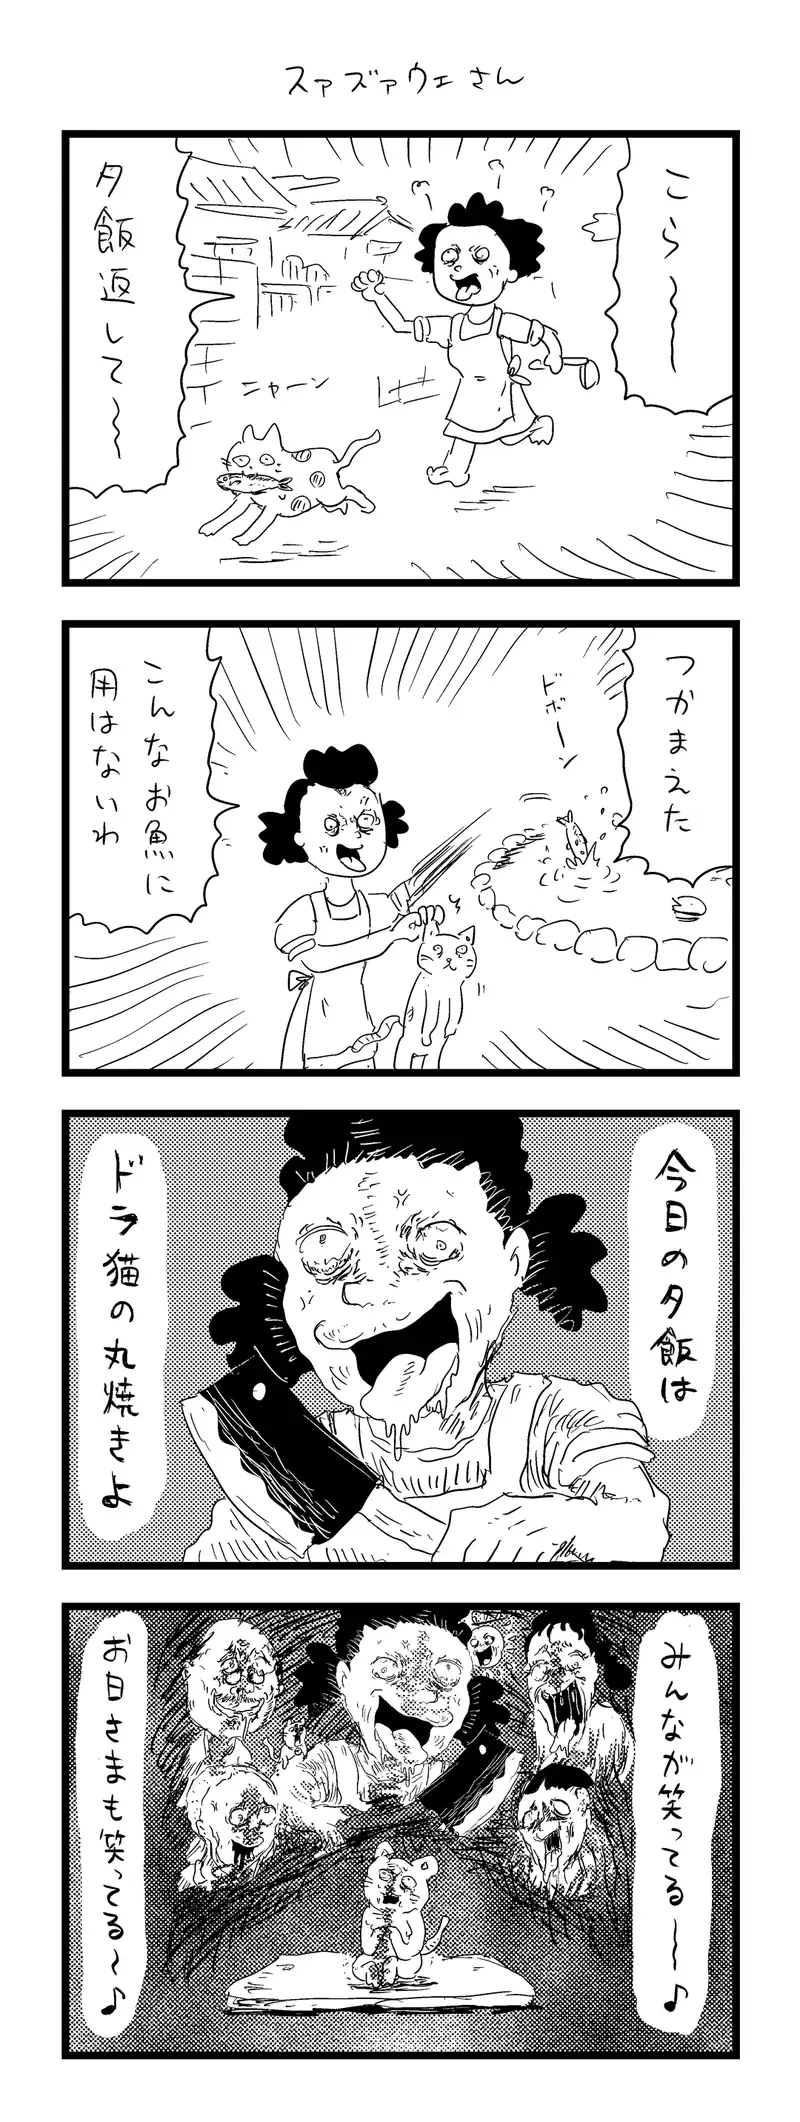 スァズァウェさん
こら〜〜
夕飯返して〜〜
ニャーン
つかまえた
ドボーン
こんなお魚に
用はないわ
今日の夕飯は
ドラ猫の丸焼きよ
みんなが笑ってる〜〜♪
お日さまも笑ってる〜♪